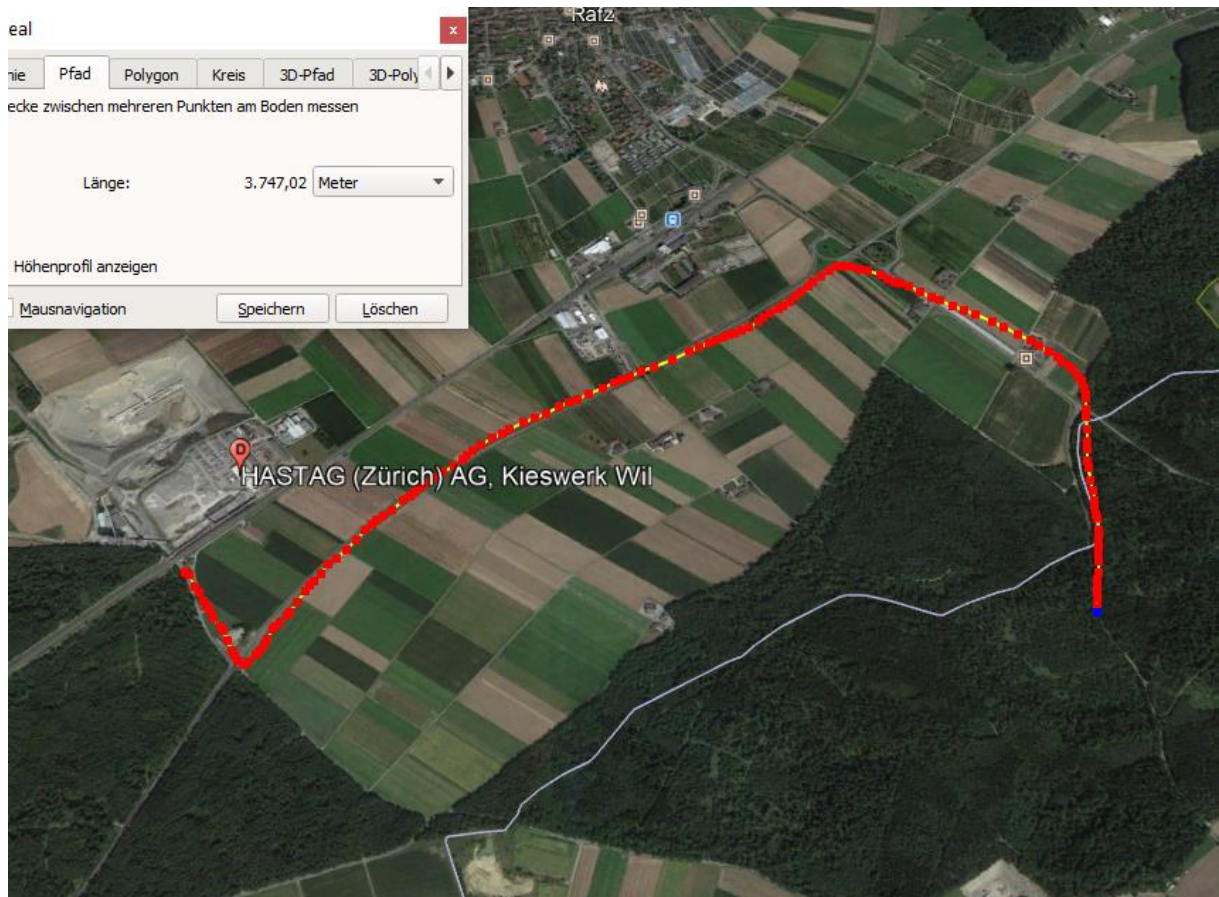 eal
x
nie Pfad Polygon Kreis 3D-Pfad 3D-Poly
ecke zwischen mehreren Punkten am Boden messen
Länge: 3.747,02 Meter
Höhenprofil anzeigen
Mausnavigation Speichern Löschen
Rafz
D
HASTAG (Zürich) AG, Kieswerk Wil